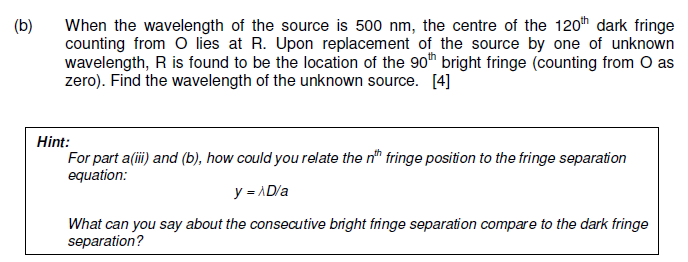 (b) When the wavelength of the source is 500 nm, the centre of the 120th dark fringe
counting from O lies at R. Upon replacement of the source by one of unknown
wavelength, R is found to be the location of the 90th bright fringe (counting from O as
zero). Find the wavelength of the unknown source. [4]
Hint:
For part a(iii) and (b), how could you relate the nth fringe position to the fringe separation
equation:
y = λD/a
What can you say about the consecutive bright fringe separation compare to the dark fringe
separation?